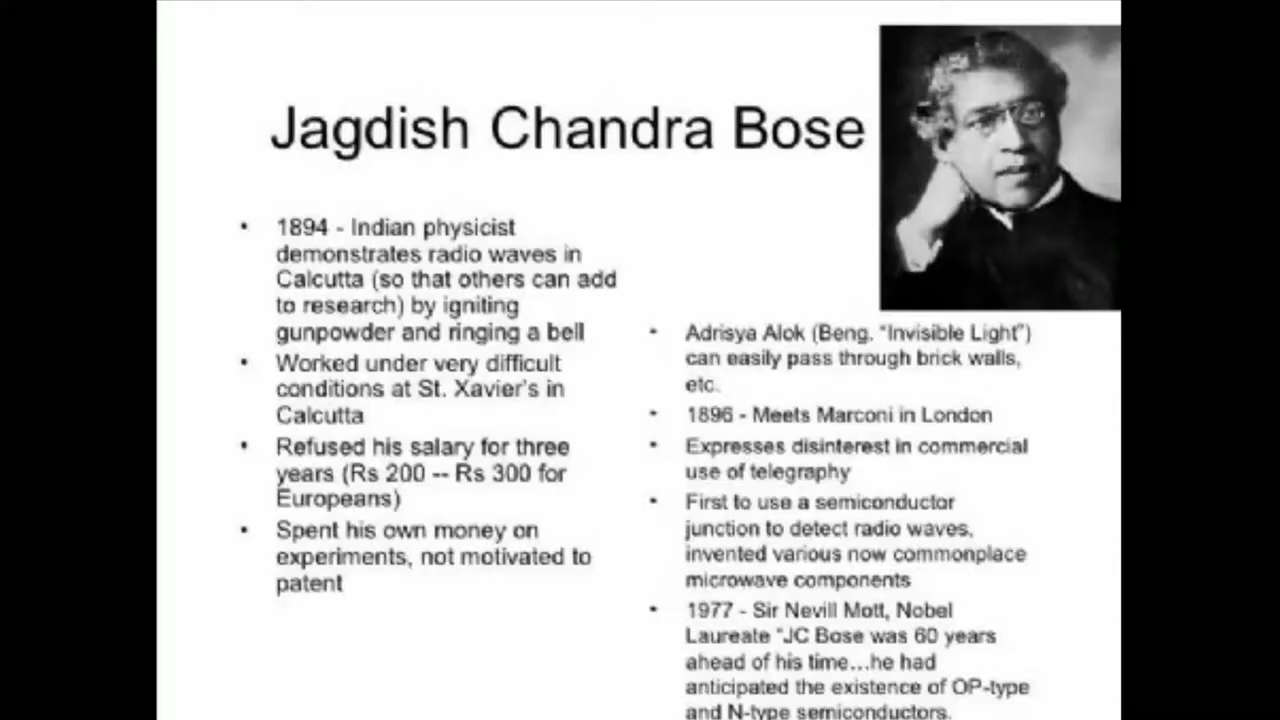 Jagdish Chandra Bose
• 1894 - Indian physicist
demonstrates radio waves in
Calcutta (so that others can add
to research) by igniting
gunpowder and ringing a bell
• Worked under very difficult
conditions at St. Xavier's in
Calcutta
• Refused his salary for three
years (Rs 200 -- Rs 300 for
Europeans)
• Spent his own money on
experiments, not motivated to
patent
• Adrisya Alok (Beng. "Invisible Light")
can easily pass through brick walls,
etc.
• 1896 - Meets Marconi in London
• Expresses disinterest in commercial
use of telegraphy
• First to use a semiconductor
junction to detect radio waves,
invented various now commonplace
microwave components
• 1977 - Sir Nevill Mott, Nobel
Laureate "JC Bose was 60 years
ahead of his time...he had
anticipated the existence of OP-type
and N-type semiconductors.